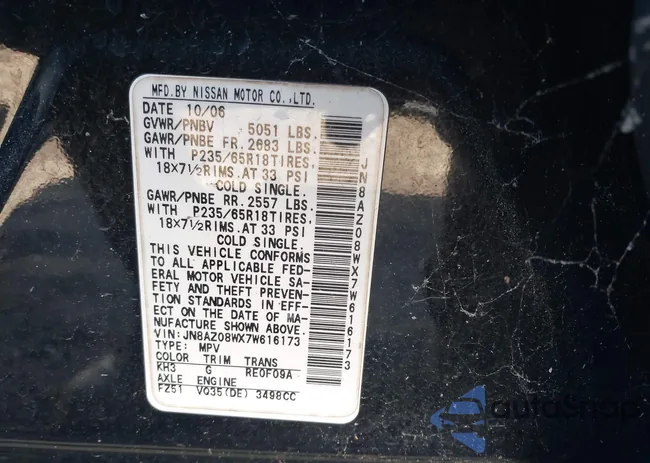 MFD.BY NISSAN MOTOR CO.,LTD.
DATE 10/06
GVWR/PNBV 5051 LBS.
GAWR/PNBE FR. 2683 LBS.
WITH P235/65R18TIRES,
18×7½RIMS.AT 33 PSI
COLD SINGLE.
GAWR/PNBE RR. 2557 LBS.
WITH P235/65R18TIRES,
18×7½RIMS.AT 33 PSI
COLD SINGLE.
THIS VEHICLE CONFORMS
TO ALL APPLICABLE FED-
ERAL MOTOR VEHICLE SA-
FETY AND THEFT PREVEN-
TION STANDARDS IN EFF-
ECT ON THE DATE OF MA-
NUFACTURE SHOWN ABOVE.
VIN:JN8AZ08WX7W616173
TYPE: MPV
COLOR TRIM TRANS
KH3 G RE0F09A
AXLE ENGINE
FZ51 VQ35(DE) 3498CC
JN8AZ08WX7W616173
autoSnap